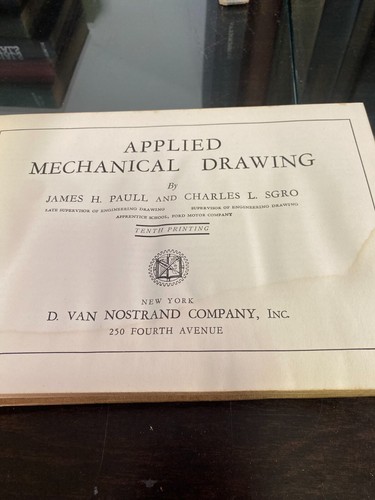 APPLIED
MECHANICAL DRAWING
By
JAMES H. PAULL AND CHARLES L. SGRO
LATE SUPERVISOR OF ENGINEERING DRAWING SUPERVISOR OF ENGINEERING DRAWING
APPRENTICE SCHOOL, FORD MOTOR COMPANY
TENTH PRINTING
NEW YORK
D. VAN NOSTRAND COMPANY, INC.
250 FOURTH AVENUE